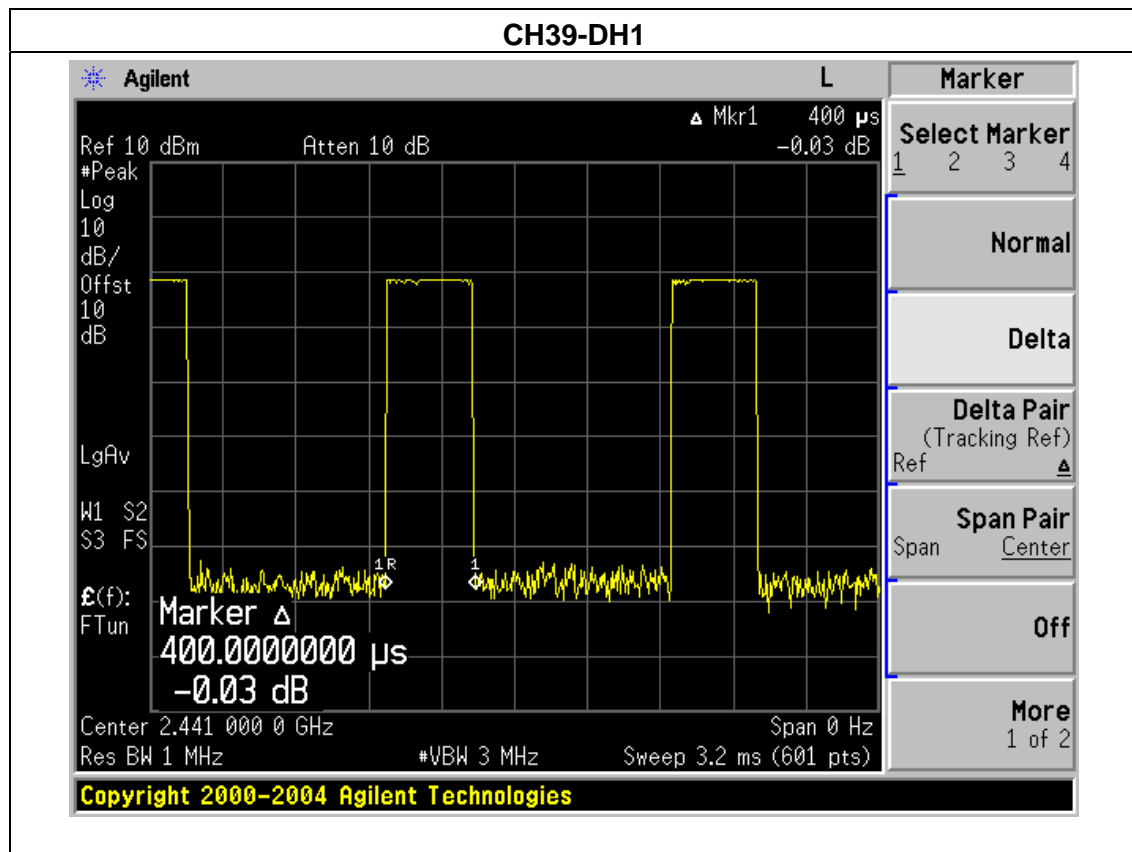 CH39-DH1
Agilent L
Δ Mkr1 400 µs
Ref 10 dBm Atten 10 dB -0.03 dB
#Peak
Log
10
dB/
Offst
10
dB
LgAv
W1 S2
S3 FS
£(f):
FTun
1R
1
Marker Δ
400.0000000 µs
-0.03 dB
Center 2.441 000 0 GHz Span 0 Hz
Res BW 1 MHz #VBW 3 MHz Sweep 3.2 ms (601 pts)
Copyright 2000-2004 Agilent Technologies
Marker
Select Marker
1 2 3 4
Normal
Delta
Delta Pair
(Tracking Ref)
Ref Δ
Span Pair
Span Center
Off
More
1 of 2